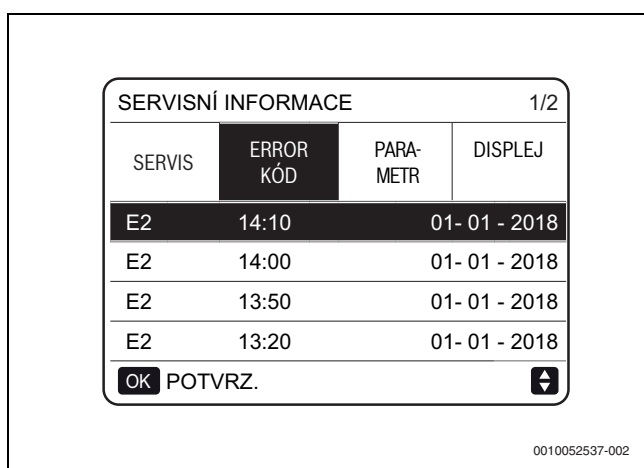 SERVISNÍ INFORMACE 1/2
SERVIS ERROR KÓD PARA-METR DISPLEJ
E2 14:10 01- 01 - 2018
E2 14:00 01- 01 - 2018
E2 13:50 01- 01 - 2018
E2 13:20 01- 01 - 2018
OK POTVRZ.
0010052537-002